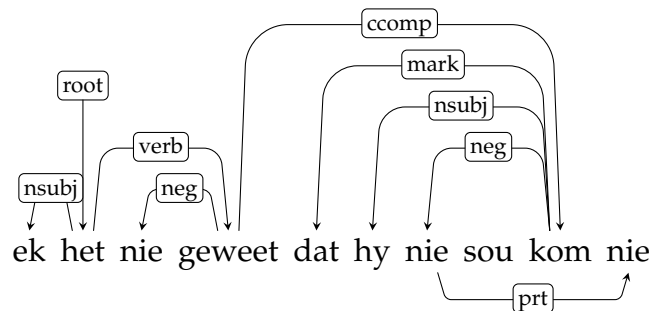 ccomp
mark
root
nsubj
verb
neg
nsubj
neg
ek het nie geweet dat hy nie sou kom nie
prt